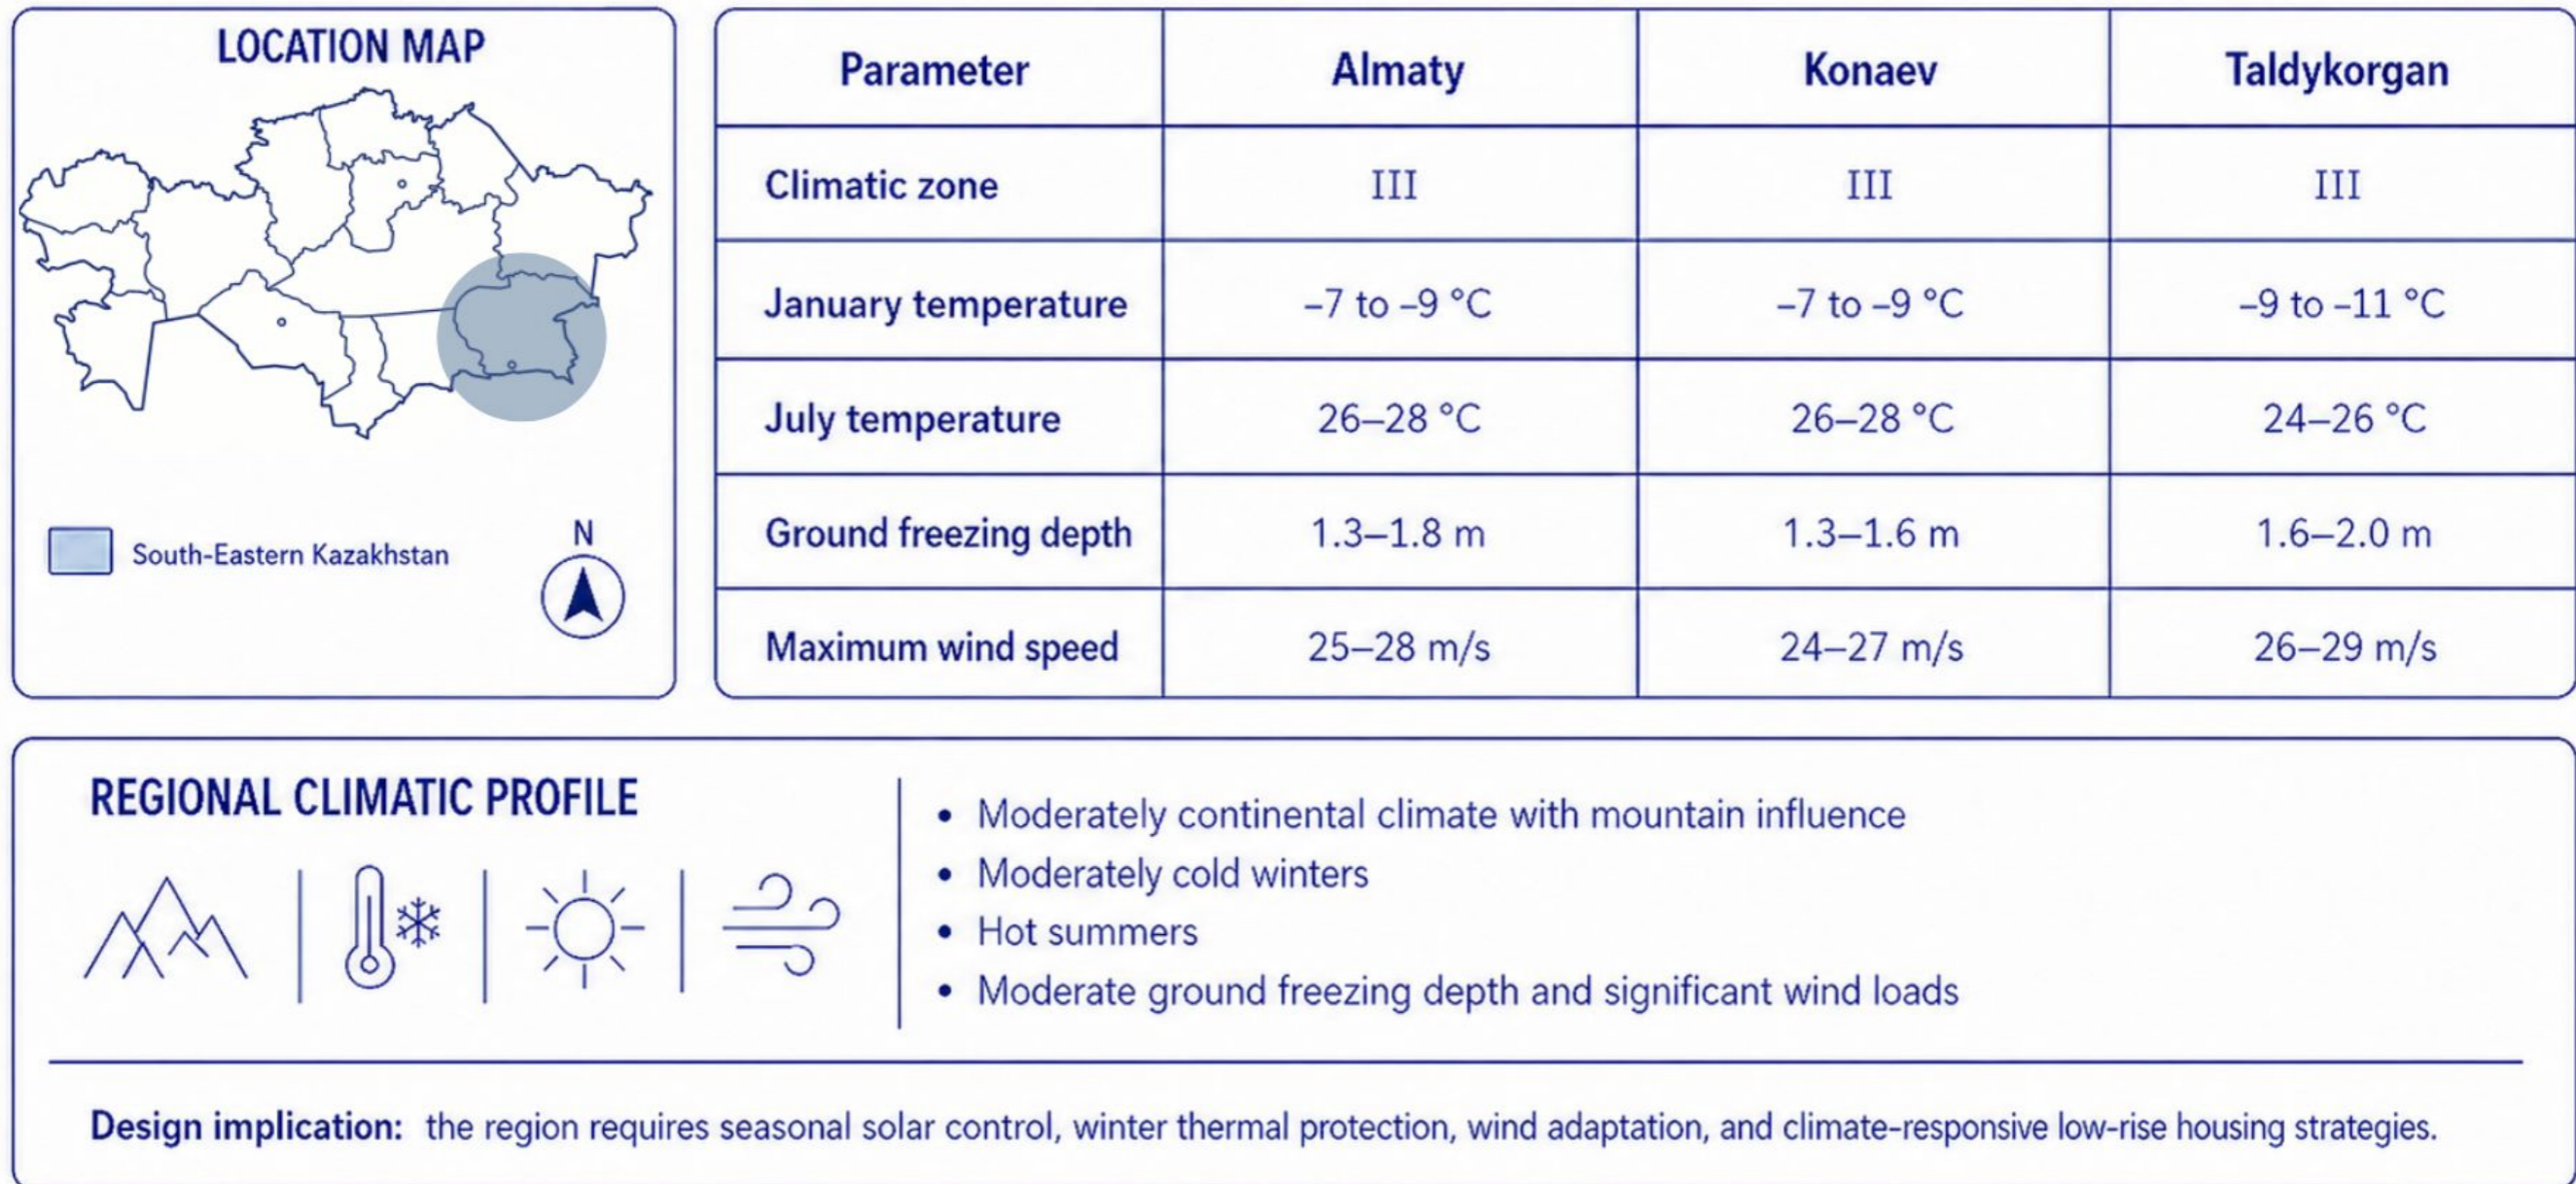 LOCATION MAP
South-Eastern Kazakhstan
N
Parameter Almaty Konaev Taldykorgan
Climatic zone III III III
January temperature –7 to –9 °C –7 to –9 °C –9 to –11 °C
July temperature 26–28 °C 26–28 °C 24–26 °C
Ground freezing depth 1.3–1.8 m 1.3–1.6 m 1.6–2.0 m
Maximum wind speed 25–28 m/s 24–27 m/s 26–29 m/s
REGIONAL CLIMATIC PROFILE
• Moderately continental climate with mountain influence
• Moderately cold winters
• Hot summers
• Moderate ground freezing depth and significant wind loads
Design implication: the region requires seasonal solar control, winter thermal protection, wind adaptation, and climate-responsive low-rise housing strategies.